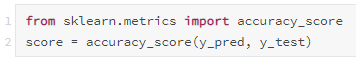 1 from sklearn.metrics import accuracy_score
2 score = accuracy_score(y_pred, y_test)